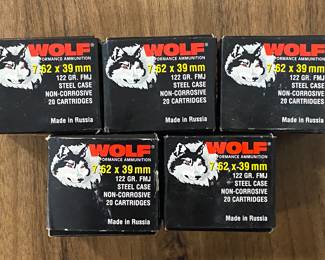 WOLF
PERFORMANCE AMMUNITION
7.62 x 39 mm
122 GR. FMJ
STEEL CASE
NON-CORROSIVE
20 CARTRIDGES
Made in Russia
WOLF
FORMANCE AMMUNITION
7.62 x 39 mm
122 GR. FMJ
STEEL CASE
NON-CORROSIVE
20 CARTRIDGES
Made in Russia
WOLF
FORMANCE AMMUNITION
7.62 x 39 mm
122 GR. FMJ
STEEL CASE
NON-CORROSIVE
20 CARTRIDGES
Made in Russia
WOLF
FORMANCE AMMUNITION
7.62 x 39 mm
122 GR. FMJ
STEEL CASE
NON-CORROSIVE
20 CARTRIDGES
Made in Russia
WOLF
FORMANCE AMMUNITION
7.62 x 39 mm
122 GR. FMJ
STEEL CASE
NON-CORROSIVE
20 CARTRIDGES
Made in Russia